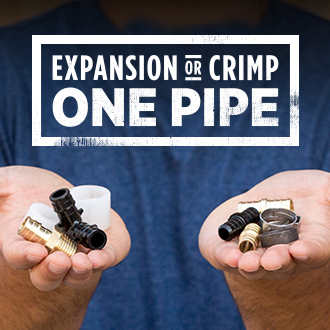 EXPANSION OR CRIMP
ONE PIPE